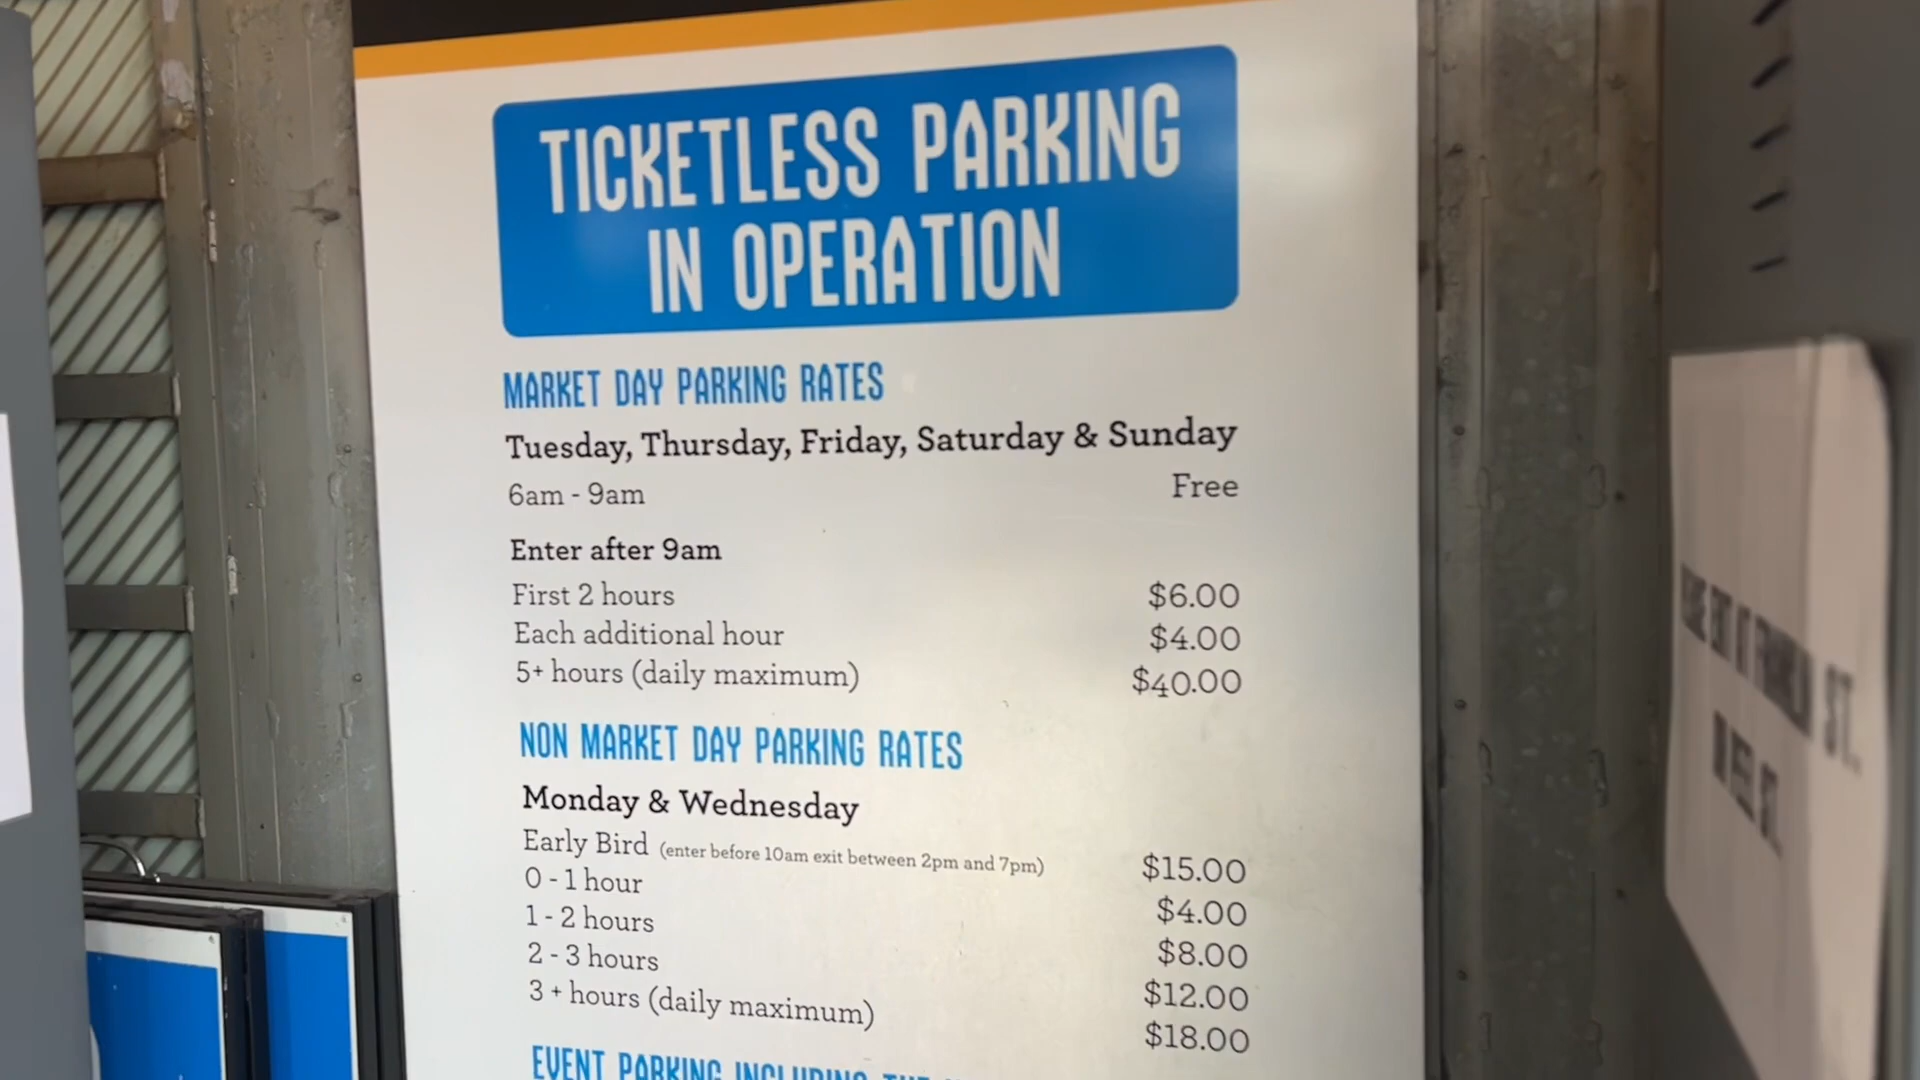 TICKETLESS PARKING
IN OPERATION
MARKET DAY PARKING RATES
Tuesday, Thursday, Friday, Saturday & Sunday
6am - 9am Free
Enter after 9am
First 2 hours $6.00
Each additional hour $4.00
5+ hours (daily maximum) $40.00
NON MARKET DAY PARKING RATES
Monday & Wednesday
Early Bird (enter before 10am exit between 2pm and 7pm) $15.00
0 - 1 hour $4.00
1 - 2 hours $8.00
2 - 3 hours $12.00
3 + hours (daily maximum) $18.00
EVENT PARKING INCLUDING THE
ST.